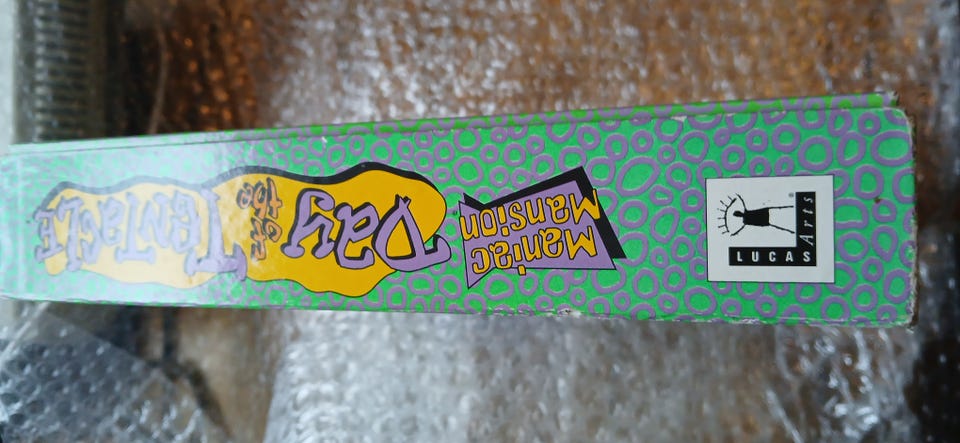 Maniac
Mansion
Day
OF
the
TENTACLE
®
LUCAS
Arts